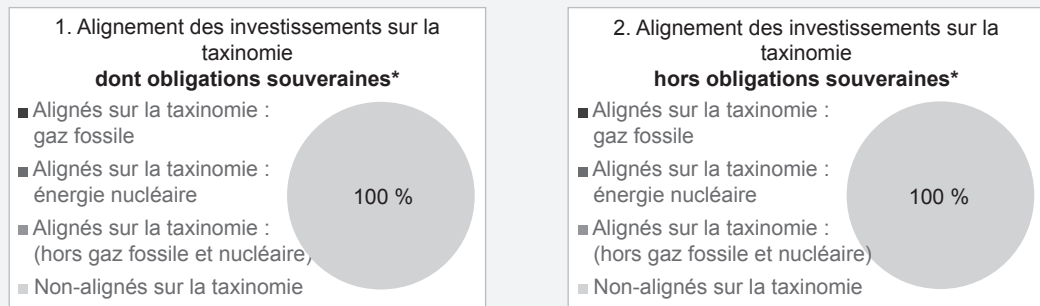 1. Alignement des investissements sur la
taxinomie
dont obligations souveraines*
Alignés sur la taxinomie :
gaz fossile
Alignés sur la taxinomie :
énergie nucléaire
Alignés sur la taxinomie :
(hors gaz fossile et nucléaire)
Non-alignés sur la taxinomie
100 %
2. Alignement des investissements sur la
taxinomie
hors obligations souveraines*
Alignés sur la taxinomie :
gaz fossile
Alignés sur la taxinomie :
énergie nucléaire
Alignés sur la taxinomie :
(hors gaz fossile et nucléaire)
Non-alignés sur la taxinomie
100 %